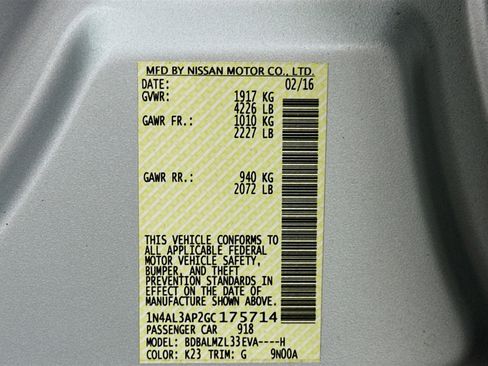 MFD BY NISSAN MOTOR CO., LTD.
DATE: 02/16
GVWR: 1917 KG
4226 LB
GAWR FR.: 1010 KG
2227 LB
GAWR RR.: 940 KG
2072 LB
THIS VEHICLE CONFORMS TO
ALL APPLICABLE FEDERAL
MOTOR VEHICLE SAFETY,
BUMPER, AND THEFT
PREVENTION STANDARDS IN
EFFECT ON THE DATE OF
MANUFACTURE SHOWN ABOVE.
1N4AL3AP2GC175714
PASSENGER CAR 918
MODEL: BDBALMZL33EVA----H
COLOR: K23 TRIM: G 9N00A